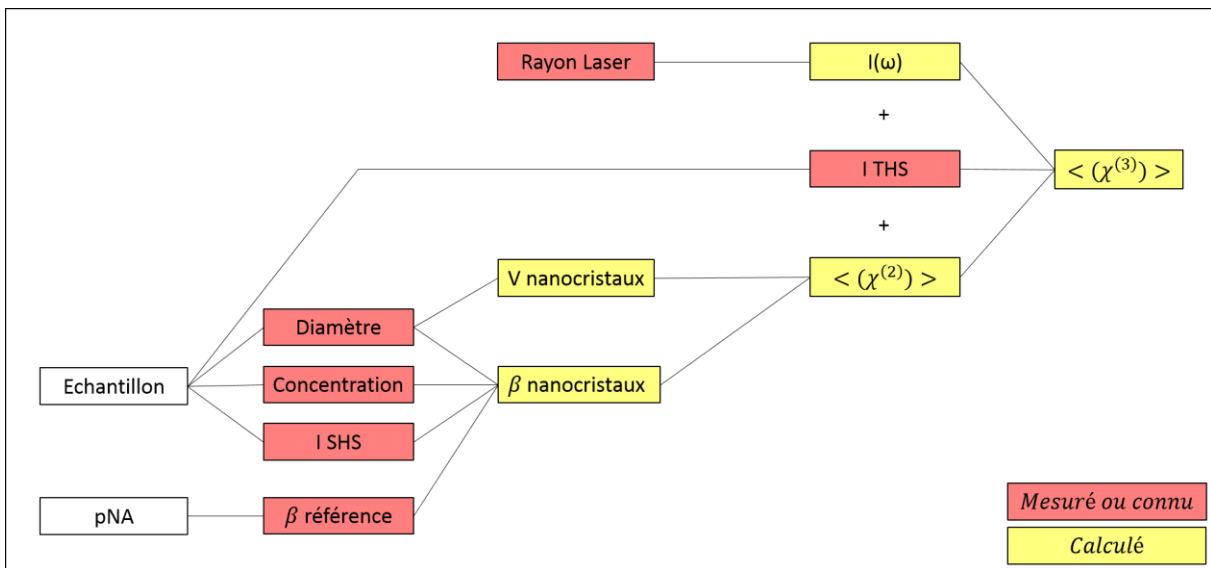 Rayon Laser
I(ω)
+
I THS
< (χ⁽³⁾) >
+
V nanocristaux
< (χ⁽²⁾) >
Diamètre
Echantillon
Concentration
β nanocristaux
I SHS
pNA
β référence
Mesuré ou connu
Calculé